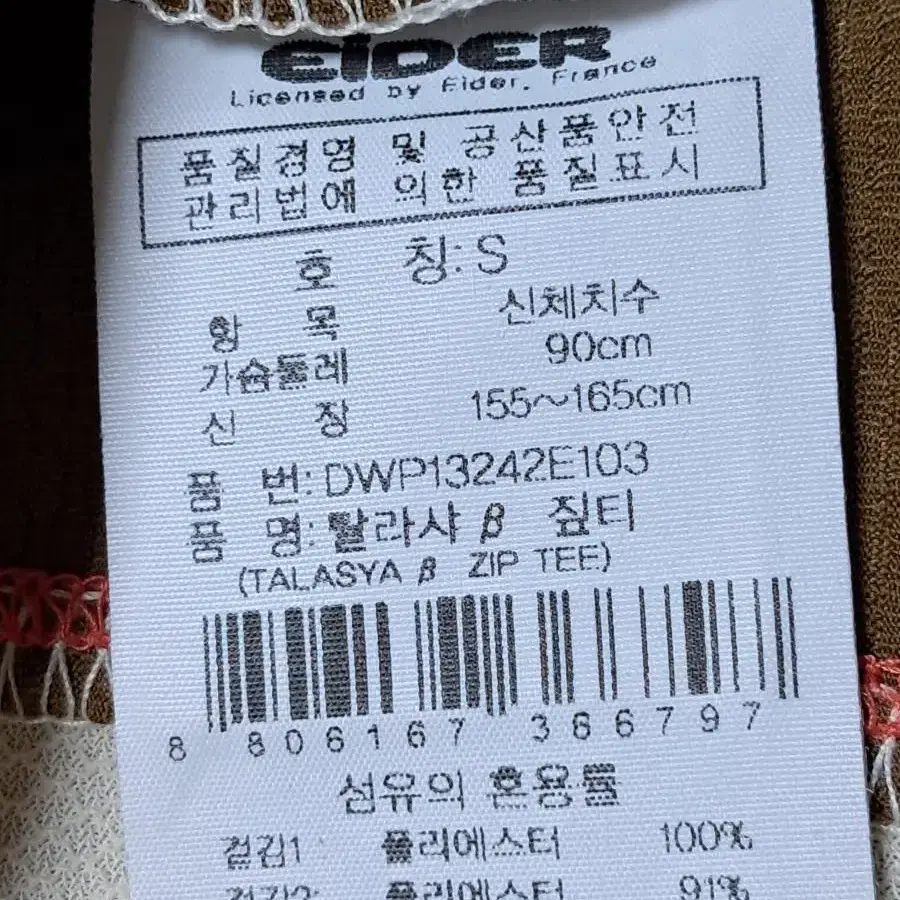 EIDER
Licensed by Eider, France
품질경영 및 공산품안전
관리법에 의한 품질표시
호 칭: S
항 목 신체치수
가슴둘레 90cm
신 장 155~165cm
품 번: DWP13242E103
품 명: 탈라샤 β 짚티
(TALASYA β ZIP TEE)
8 806167 366797
섬유의 혼용률
겉감1 폴리에스터 100%
겉감2 폴리에스터 91%